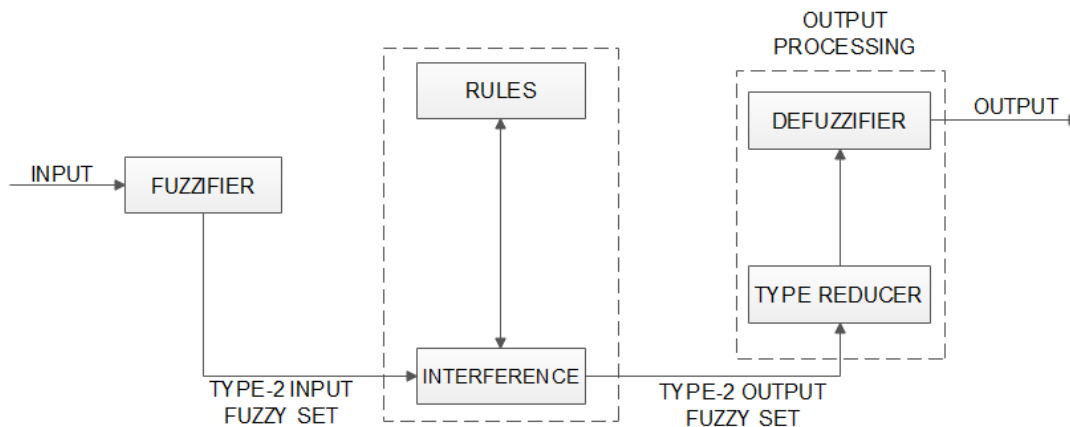 OUTPUT
PROCESSING
RULES
DEFUZZIFIER
OUTPUT
INPUT
FUZZIFIER
TYPE REDUCER
INTERFERENCE
TYPE-2 INPUT
FUZZY SET
TYPE-2 OUTPUT
FUZZY SET